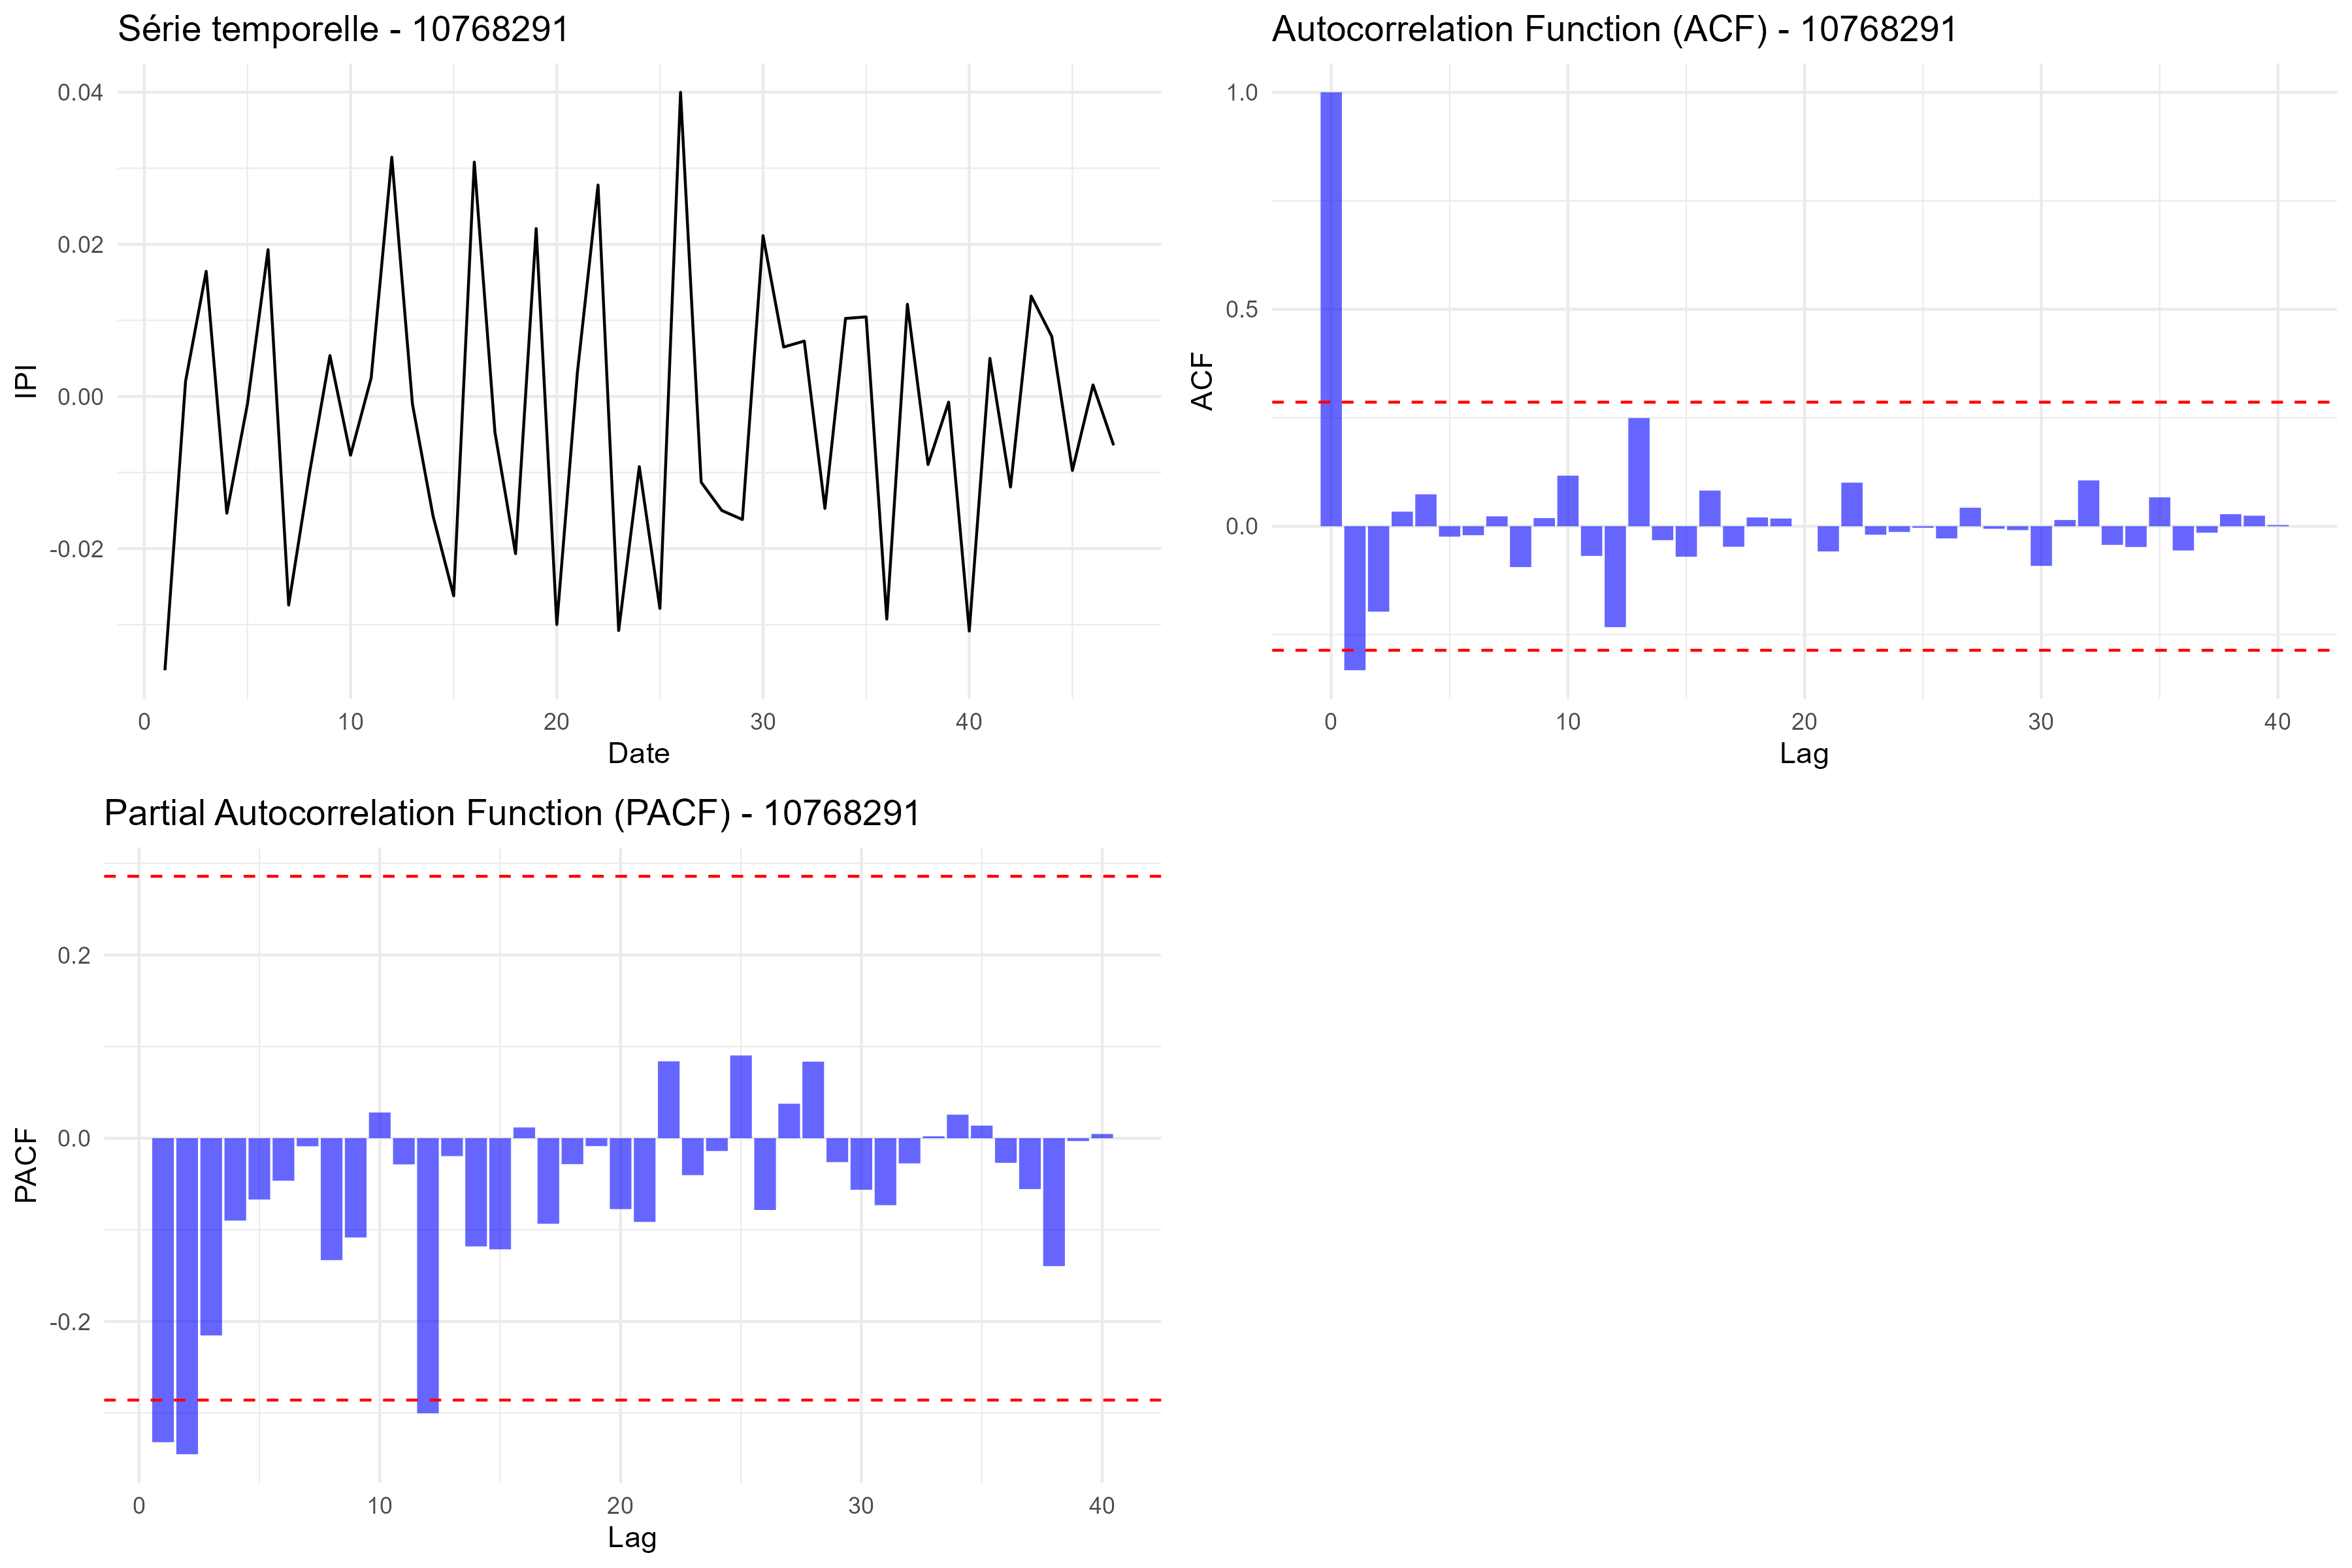 Série temporelle - 10768291
0.04
0.02
0.00
-0.02
IPI
0 10 20 30 40
Date
Autocorrelation Function (ACF) - 10768291
1.0
0.5
0.0
ACF
0 10 20 30 40
Lag
Partial Autocorrelation Function (PACF) - 10768291
0.2
0.0
-0.2
PACF
0 10 20 30 40
Lag